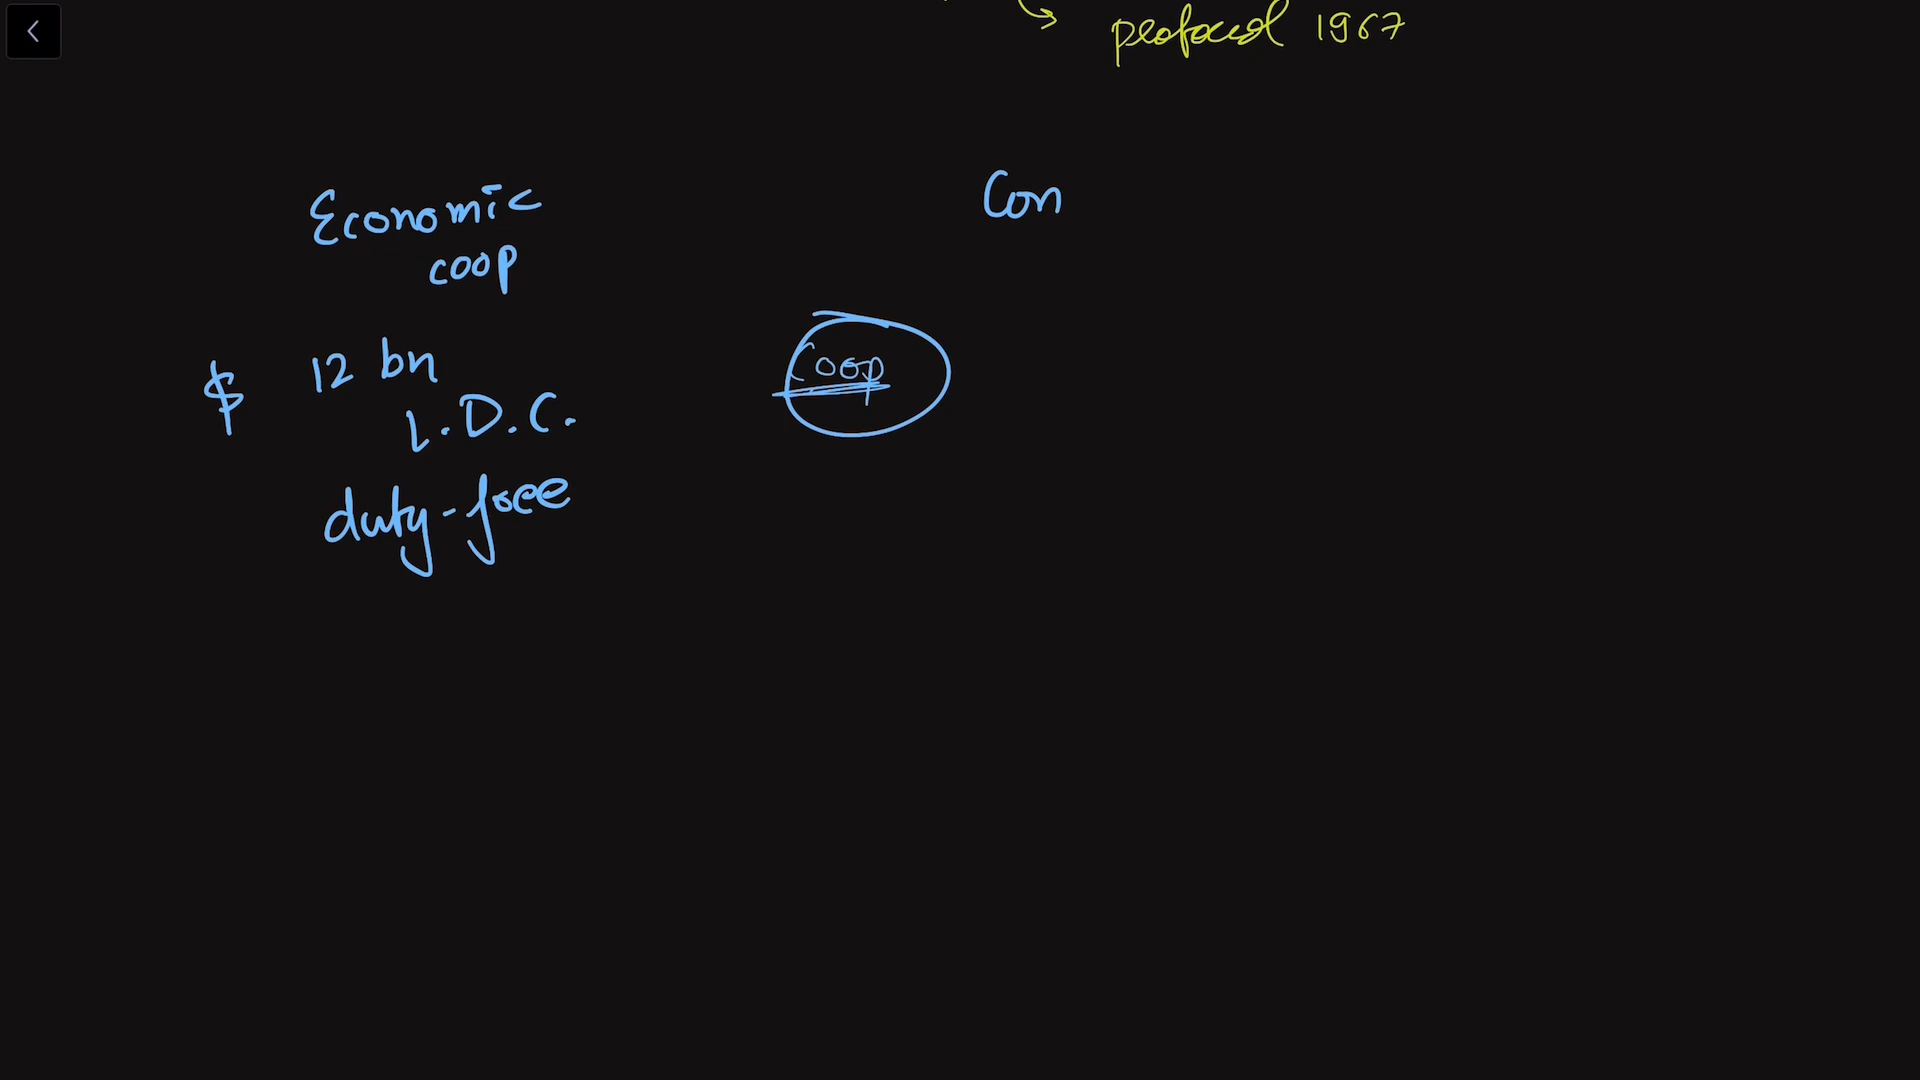 protocol 1967
Economic
coop
Con
$ 12 bn
L.D.C.
coop
duty-free